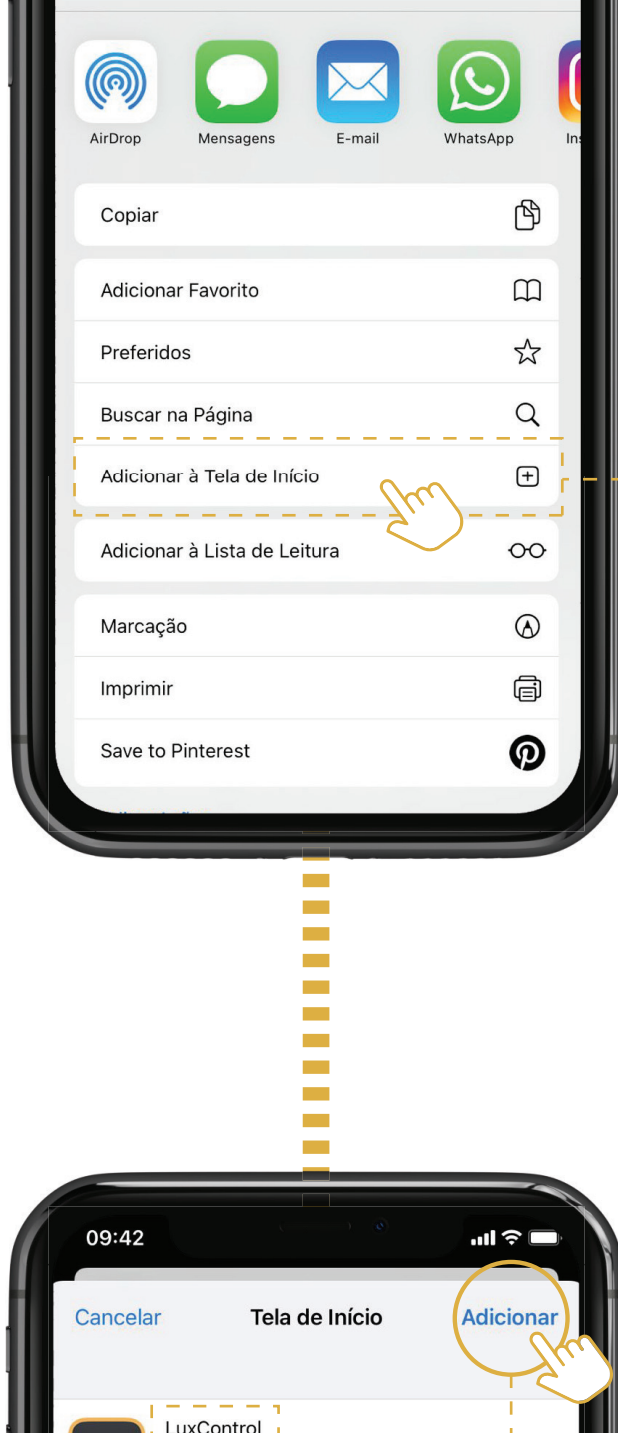 AirDrop
Mensagens
E-mail
WhatsApp
Copiar
Adicionar Favorito
Preferidos
Buscar na Página
Adicionar à Tela de Início
Adicionar à Lista de Leitura
Marcação
Imprimir
Save to Pinterest
09:42
Cancelar
Tela de Início
Adicionar
LuxControl